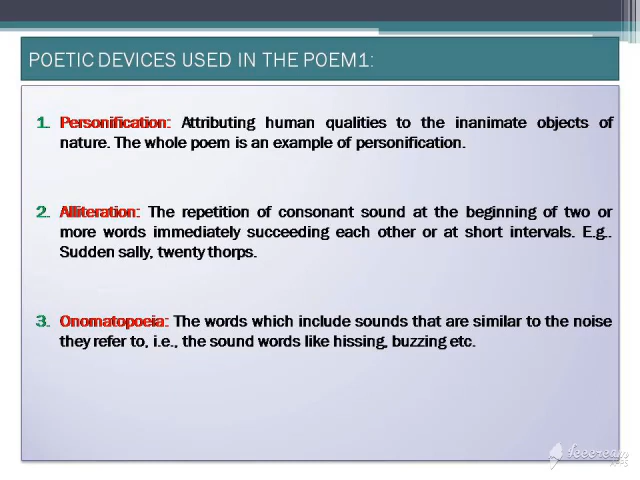 POETIC DEVICES USED IN THE POEM1:
1. Personification: Attributing human qualities to the inanimate objects of
nature. The whole poem is an example of personification.
2. Alliteration: The repetition of consonant sound at the beginning of two or
more words immediately succeeding each other or at short intervals. E.g..
Sudden sally, twenty thorps.
3. Onomatopoeia: The words which include sounds that are similar to the noise
they refer to, i.e., the sound words like hissing, buzzing etc.